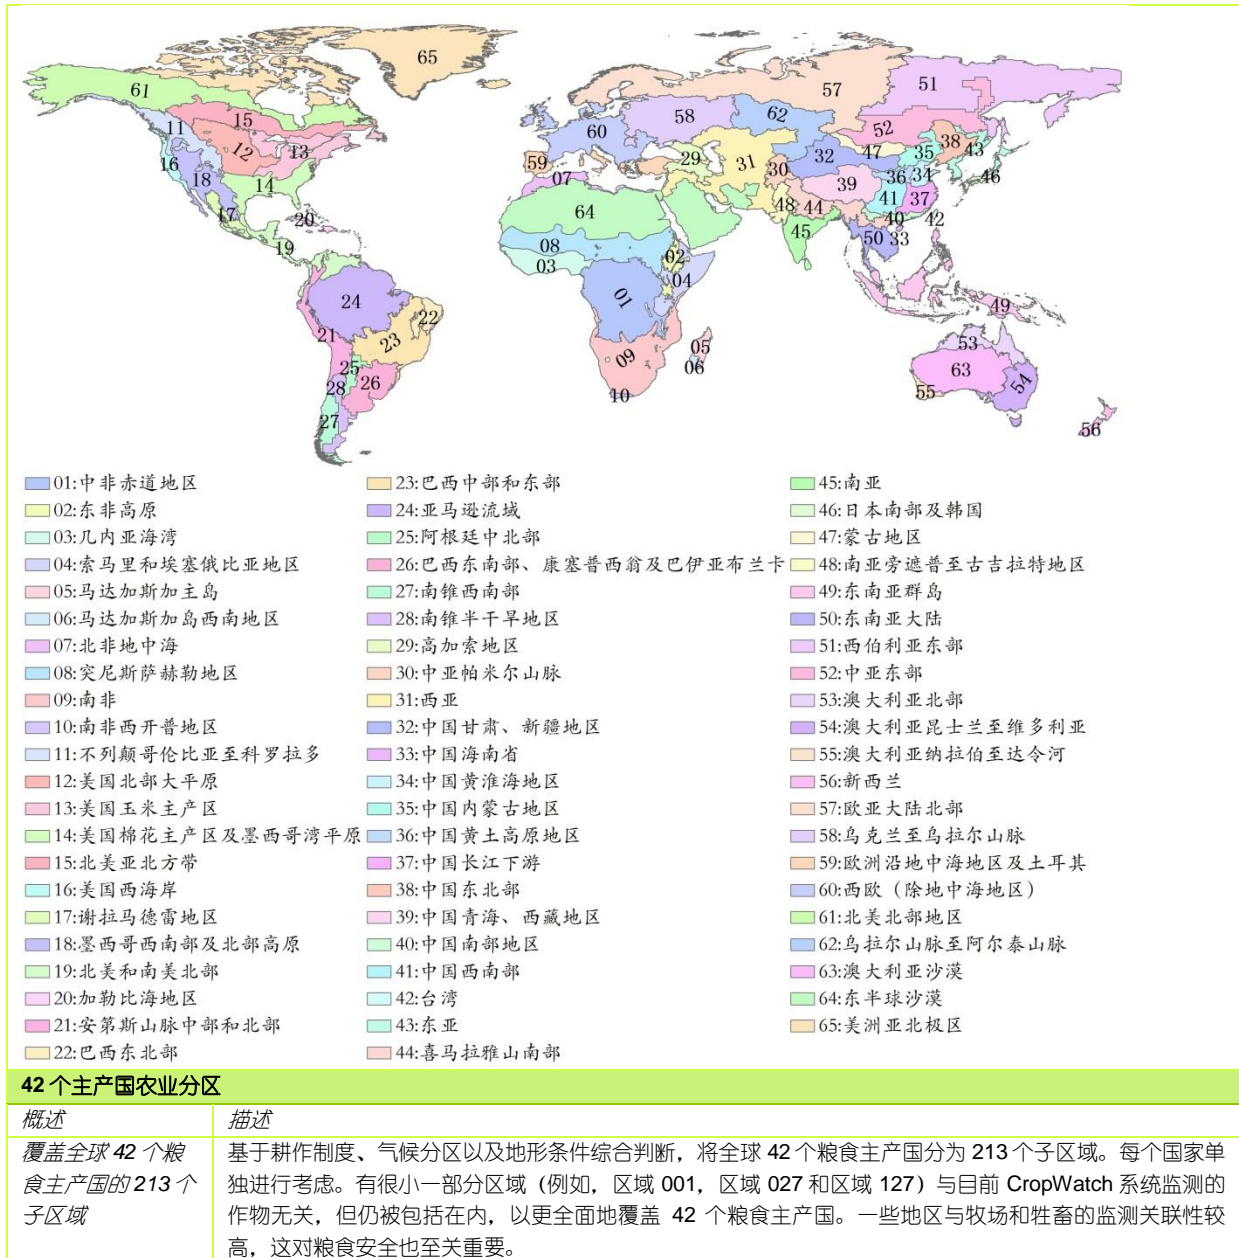 65
51
61
57
15
58
62
11
52
60
12
13
38
32
47
35
43
16
59
31
30
29
36
34
46
18
07
39
14
41
37
48
44
64
17
20
40
42
45
50
33
08
02
19
03
04
24
01
49
22
21
23
05
53
09
06
25
63
26
28
54
55
10
27
56
01:中非赤道地区
02:东非高原
03:几内亚海湾
04:索马里和埃塞俄比亚地区
05:马达加斯加主岛
06:马达加斯加岛西南地区
07:北非地中海
08:突尼斯萨赫勒地区
09:南非
10:南非西开普地区
11:不列颠哥伦比亚至科罗拉多
12:美国北部大平原
13:美国玉米主产区
14:美国棉花主产区及墨西哥湾平原
15:北美亚北方带
16:美国西海岸
17:谢拉马德雷地区
18:墨西哥西南部及北部高原
19:北美和南美北部
20:加勒比海地区
21:安第斯山脉中部和北部
22:巴西东北部
23:巴西中部和东部
24:亚马逊流域
25:阿根廷中北部
26:巴西东南部、康塞普西翁及巴伊亚布兰卡
27:南锥西南部
28:南锥半干旱地区
29:高加索地区
30:中亚帕米尔山脉
31:西亚
32:中国甘肃、新疆地区
33:中国海南省
34:中国黄淮海地区
35:中国内蒙古地区
36:中国黄土高原地区
37:中国长江下游
38:中国东北部
39:中国青海、西藏地区
40:中国南部地区
41:中国西南部
42:台湾
43:东亚
44:喜马拉雅山南部
45:南亚
46:日本南部及韩国
47:蒙古地区
48:南亚旁遮普至古吉拉特地区
49:东南亚群岛
50:东南亚大陆
51:西伯利亚东部
52:中亚东部
53:澳大利亚北部
54:澳大利亚昆士兰至维多利亚
55:澳大利亚纳拉伯至达令河
56:新西兰
57:欧亚大陆北部
58:乌克兰至乌拉尔山脉
59:欧洲沿地中海地区及土耳其
60:西欧（除地中海地区）
61:北美北部地区
62:乌拉尔山脉至阿尔泰山脉
63:澳大利亚沙漠
64:东半球沙漠
65:美洲亚北极区
42 个主产国农业分区
概述
描述
覆盖全球 42 个粮
食主产国的 213 个
子区域
基于耕作制度、气候分区以及地形条件综合判断，将全球 42 个粮食主产国分为 213 个子区域。每个国家单
独进行考虑。有很小一部分区域（例如，区域 001，区域 027 和区域 127）与目前 CropWatch 系统监测的
作物无关，但仍被包括在内，以更全面地覆盖 42 个粮食主产国。一些地区与牧场和牲畜的监测关联性较
高，这对粮食安全也至关重要。